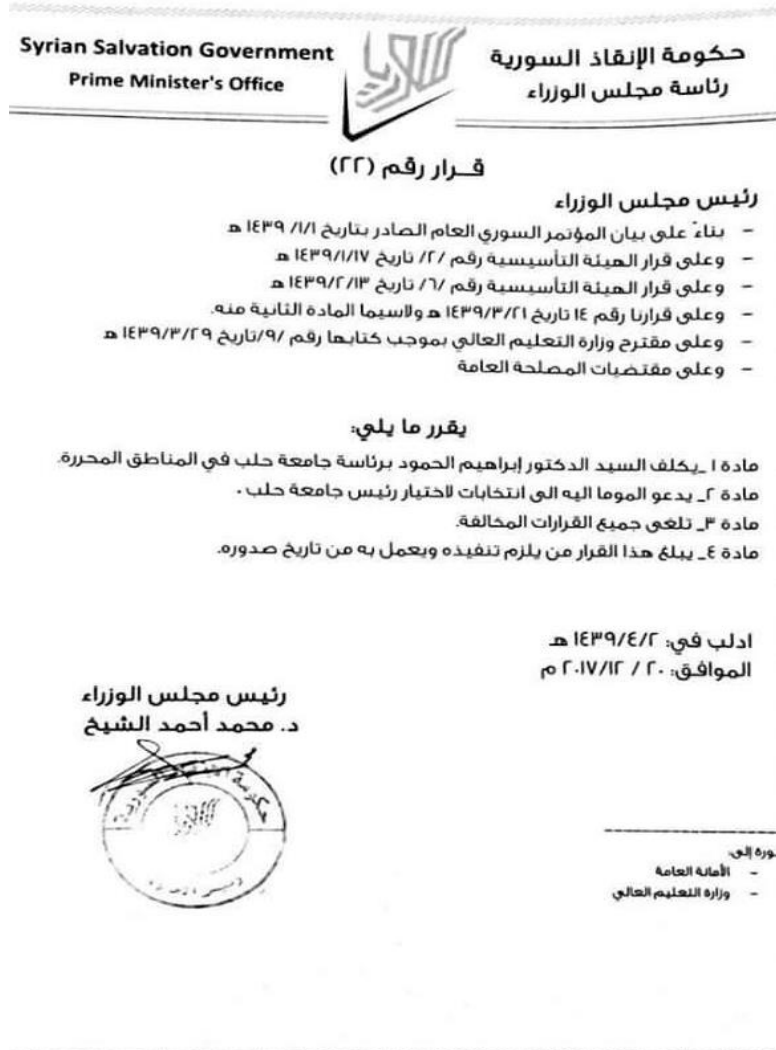 Syrian Salvation Government
Prime Minister's Office
حكومة الإنقاذ السورية
رئاسة مجلس الوزراء
قــرار رقم (٢٢)
رئيس مجلس الوزراء
- بناءً على بيان المؤتمر السوري العام الصادر بتاريخ ١/١/ ١٤٣٩ هـ
- وعلى قرار الهيئة التأسيسية رقم /٢/ تاريخ ١٤٣٩/١/١٧ هـ
- وعلى قرار الهيئة التأسيسية رقم /٦/ تاريخ ١٤٣٩/٢/١٣ هـ
- وعلى قرارنا رقم ١٤ تاريخ ١٤٣٩/٣/٢١ هـ ولاسيما المادة الثانية منه.
- وعلى مقترح وزارة التعليم العالي بموجب كتابها رقم /٩/تاريخ ١٤٣٩/٣/٢٩ هـ
- وعلى مقتضيات المصلحة العامة
يقرر ما يلي:
مادة ١ _يكلف السيد الدكتور إبراهيم الحمود برئاسة جامعة حلب في المناطق المحررة.
مادة ٢_ يدعو الموما اليه الى انتخابات لاختيار رئيس جامعة حلب .
مادة ٣_ تلغى جميع القرارات المخالفة.
مادة ٤_ يبلغ هذا القرار من يلزم تنفيذه ويعمل به من تاريخ صدوره.
ادلب في: ١٤٣٩/٤/٢ هـ
الموافق: ٢٠ / ٢٠١٧/١٢ م
رئيس مجلس الوزراء
د. محمد أحمد الشيخ
ورة إلى:
- الأمانة العامة
- وزارة التعليم العالي